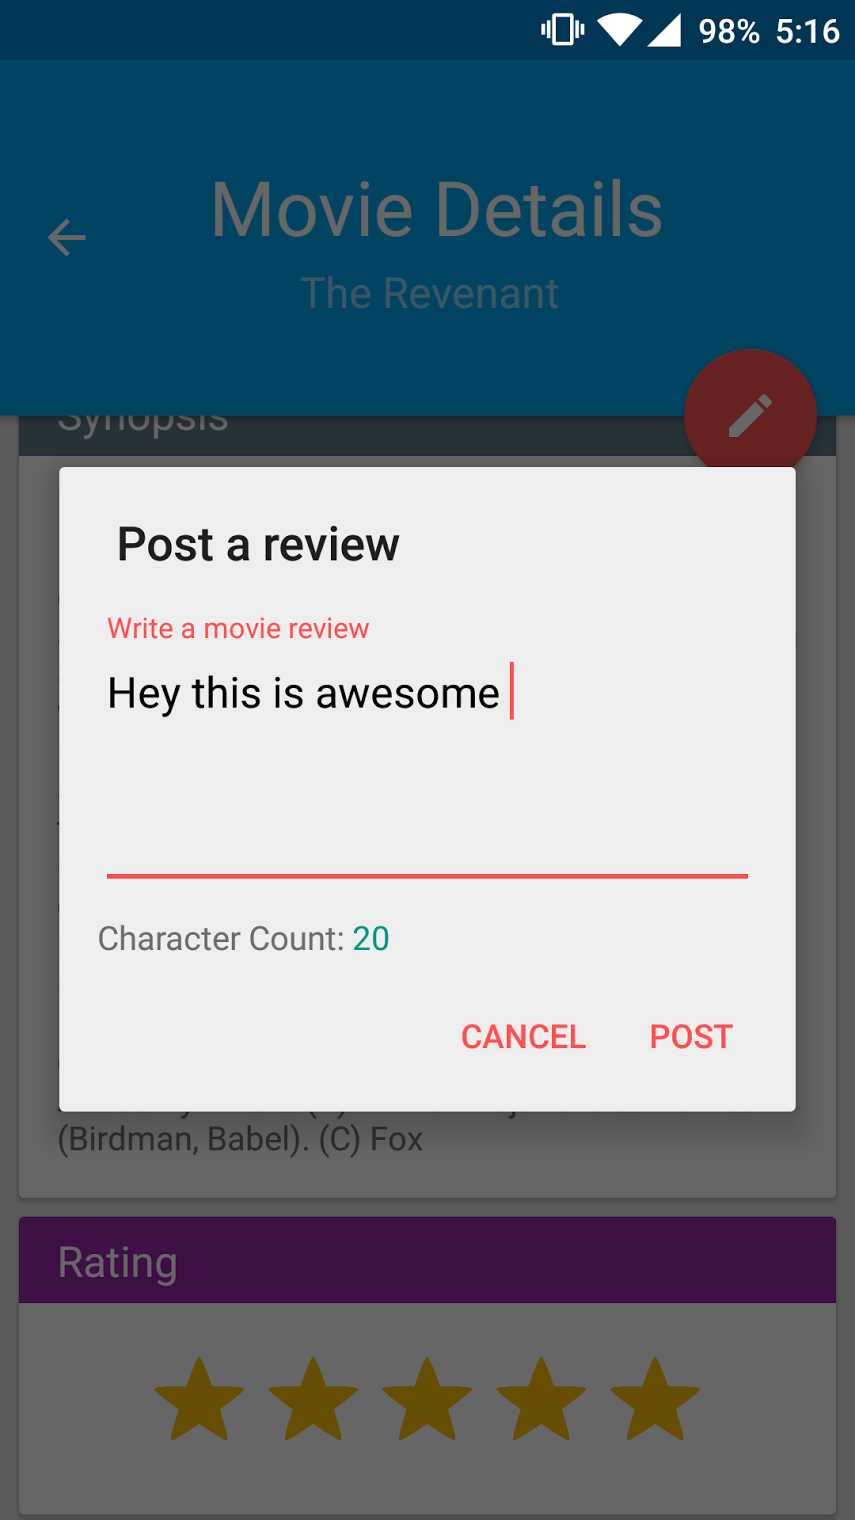 98% 5:16
Movie Details
The Revenant
Synopsis
Post a review
Write a movie review
Hey this is awesome
Character Count: 20
CANCEL POST
(Birdman, Babel). (C) Fox
Rating